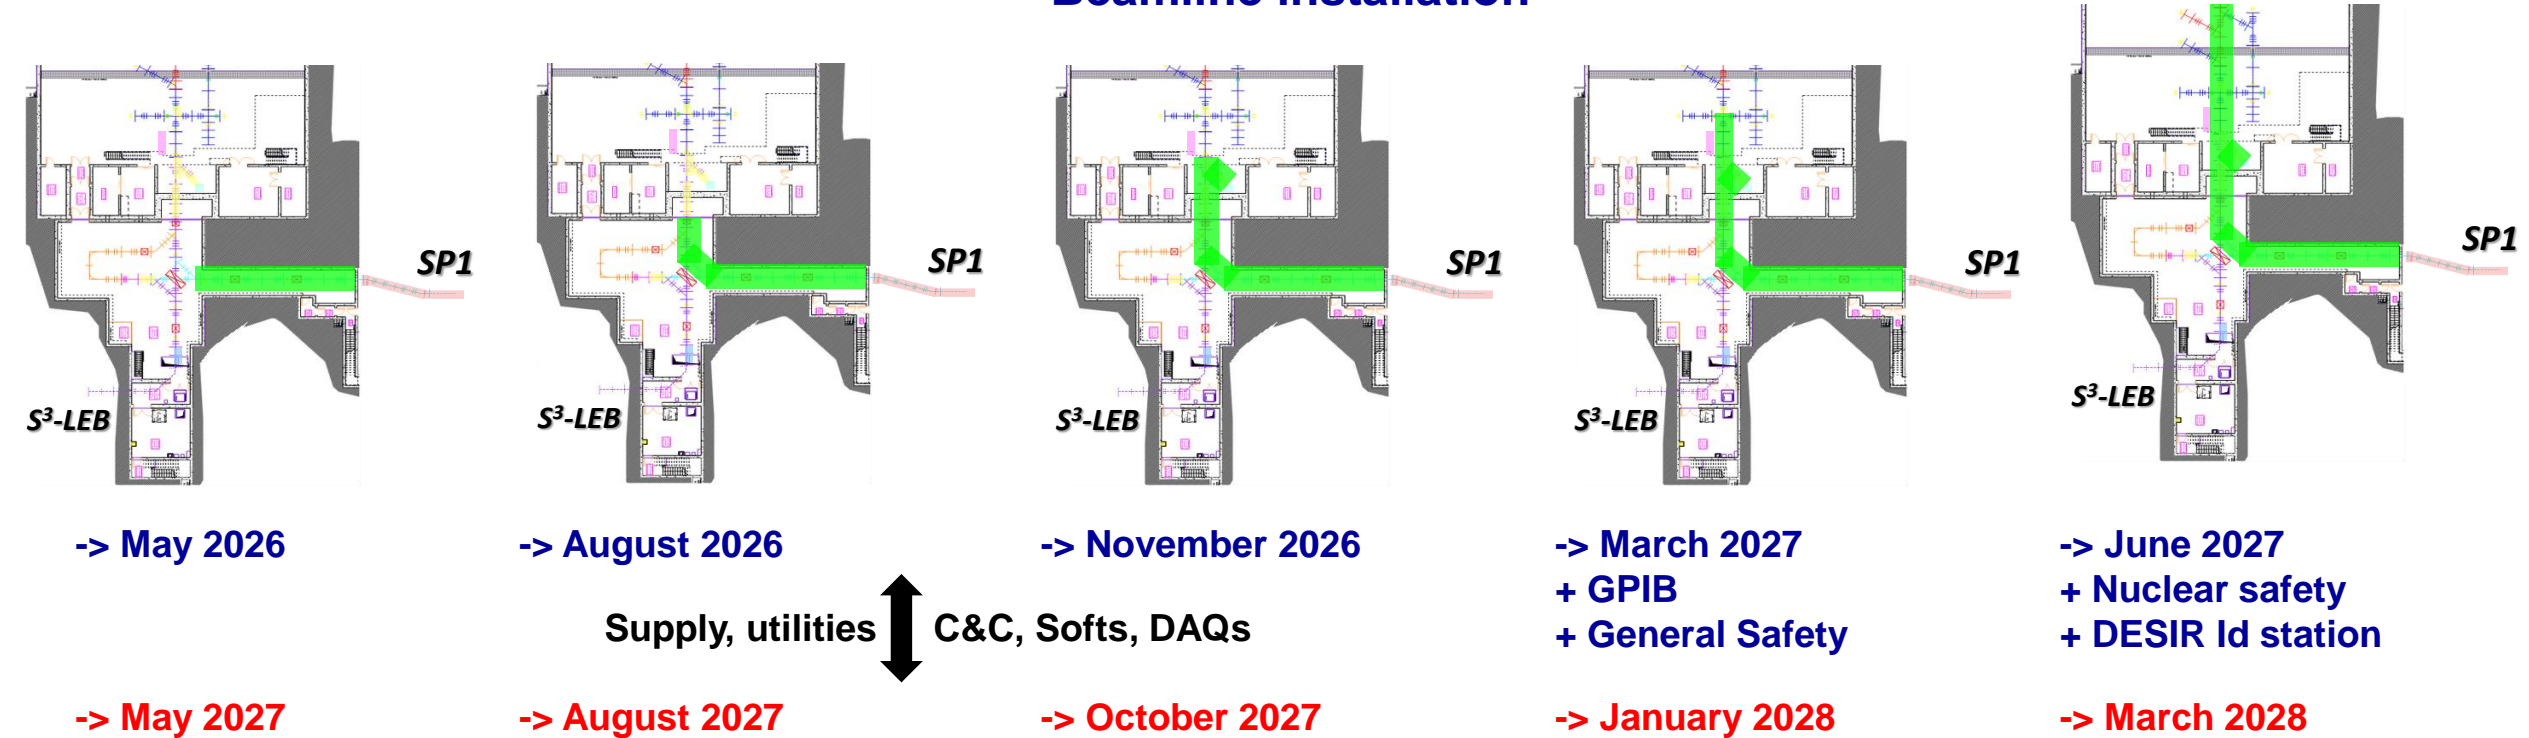 Beamline installation
SP1
SP1
SP1
SP1
SP1
S³-LEB
S³-LEB
S³-LEB
S³-LEB
S³-LEB
-> May 2026
-> August 2026
-> November 2026
-> March 2027
+ GPIB
+ General Safety
-> June 2027
+ Nuclear safety
+ DESIR Id station
Supply, utilities
C&C, Softs, DAQs
-> May 2027
-> August 2027
-> October 2027
-> January 2028
-> March 2028